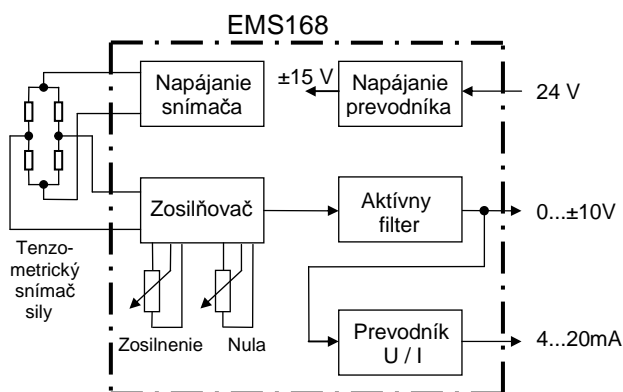 EMS168
Napájanie
snímača
±15 V
Napájanie
prevodníka
24 V
Zosilňovač
Aktívny
filter
0...±10V
Tenzo-
metrický
snímač
sily
Zosilnenie
Nula
Prevodník
U / I
4...20mA